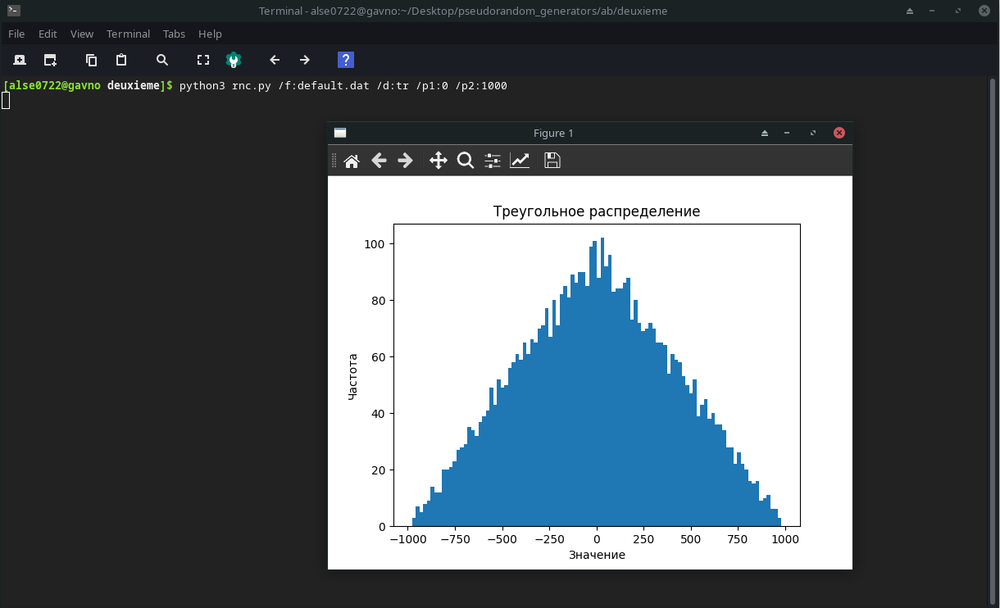 Terminal - alse0722@gavno:~/Desktop/pseudorandom_generators/ab/deuxieme
File Edit View Terminal Tabs Help
?
[alse0722@gavno deuxieme]$ python3 rnc.py /f:default.dat /d:tr /p1:0 /p2:1000
Figure 1
Треугольное распределение
100
80
60
40
20
0
Частота
−1000 −750 −500 −250 0 250 500 750 1000
Значение